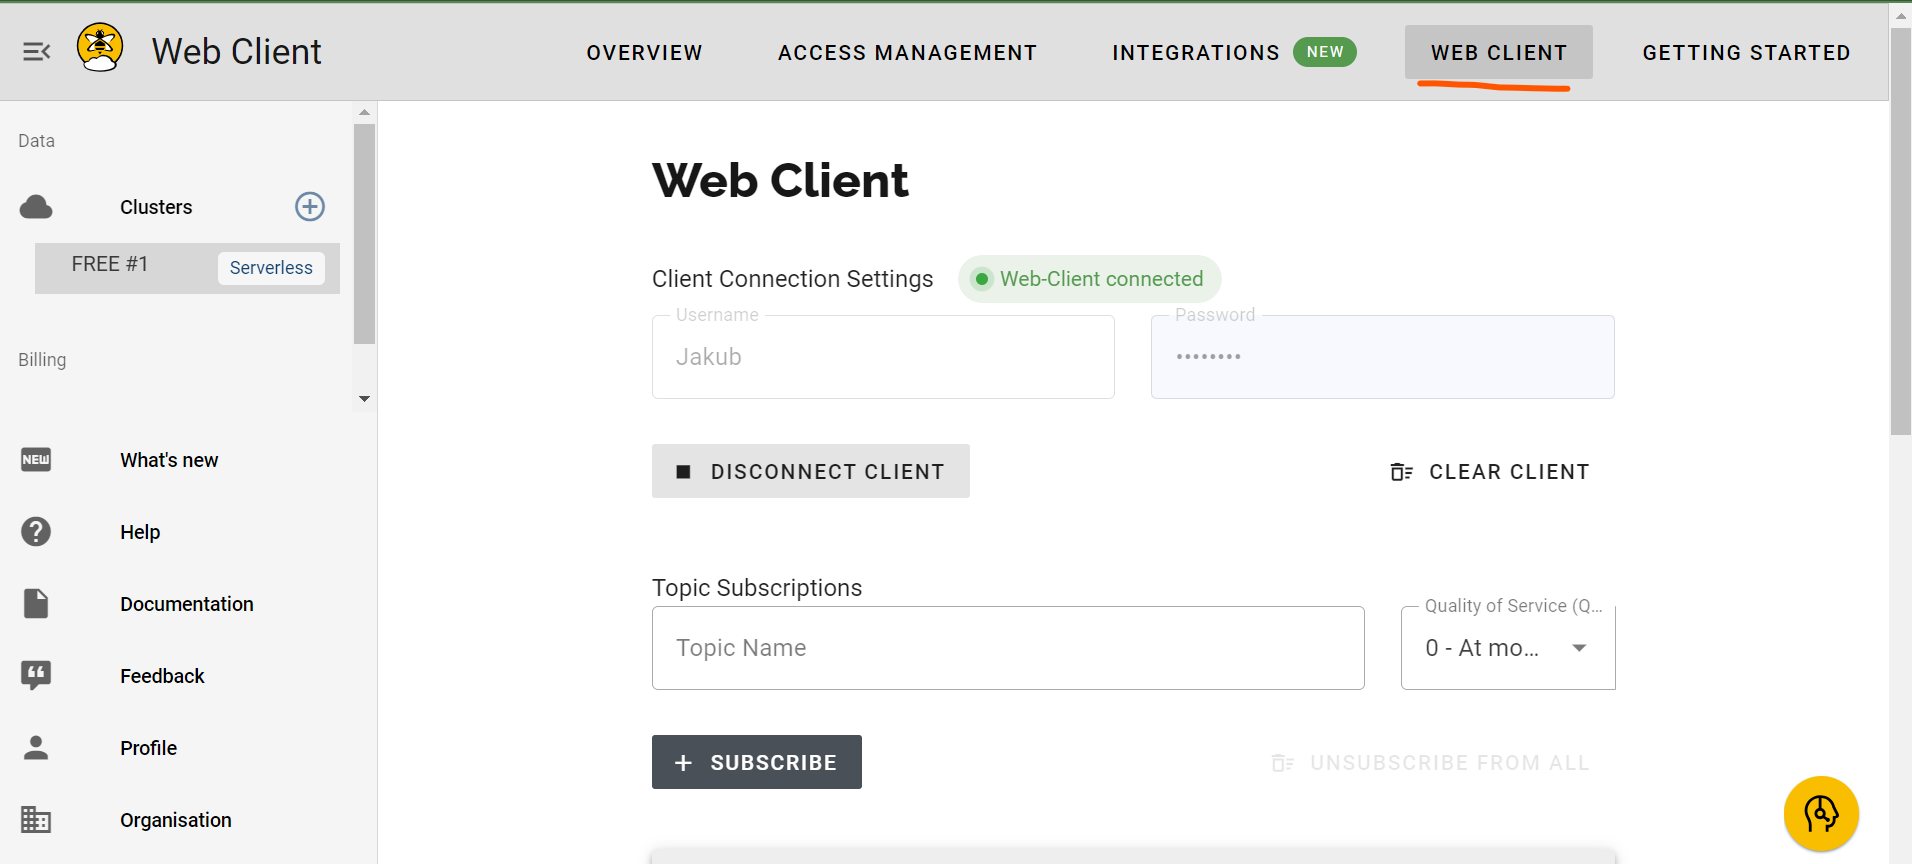 Web Client
OVERVIEW
ACCESS MANAGEMENT
INTEGRATIONS NEW
WEB CLIENT
GETTING STARTED
Data
Clusters
FREE #1 Serverless
Billing
NEW What's new
Help
Documentation
Feedback
Profile
Organisation
Web Client
Client Connection Settings Web-Client connected
Username
Jakub
Password
••••••••
DISCONNECT CLIENT
CLEAR CLIENT
Topic Subscriptions
Topic Name
Quality of Service (Q...
0 - At mo...
+ SUBSCRIBE
UNSUBSCRIBE FROM ALL